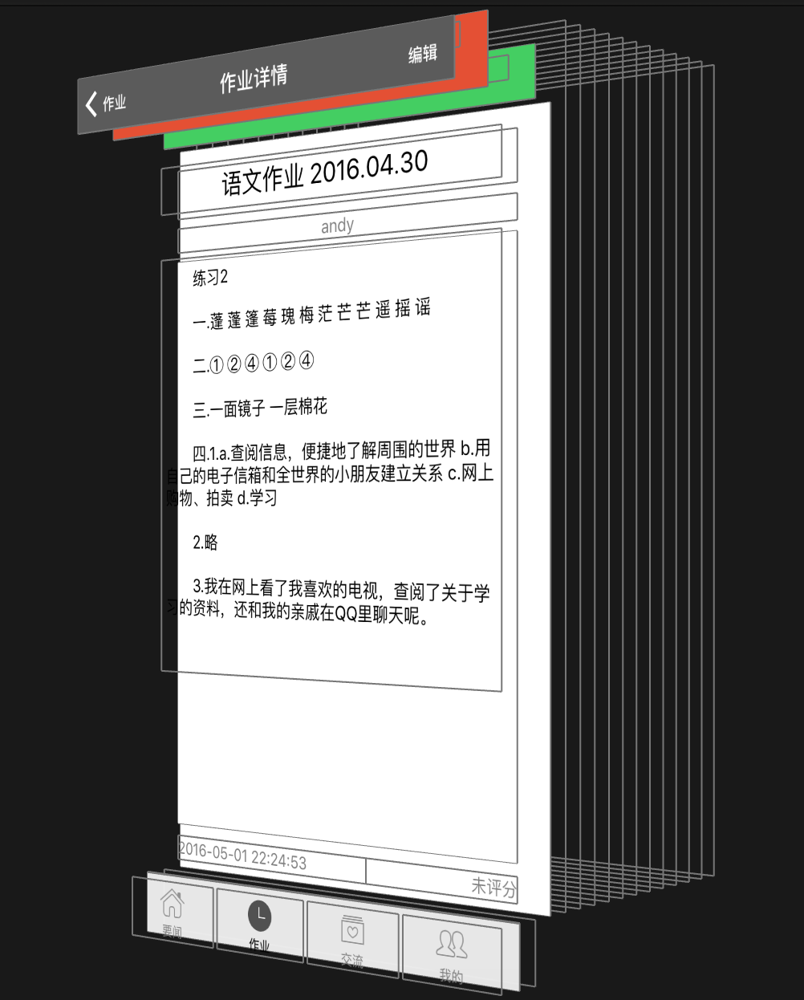 作业
作业详情
编辑
语文作业 2016.04.30
andy
练习2
一.蓬 蓬 篷 莓 瑰 梅 茫 芒 芒 遥 摇 谣
二.① ② ④ ① ② ④
三.一面镜子 一层棉花
四.1.a.查阅信息，便捷地了解周围的世界 b.用
自己的电子信箱和全世界的小朋友建立关系 c.网上
购物、拍卖 d.学习
2.略
3.我在网上看了我喜欢的电视，查阅了关于学
习的资料，还和我的亲戚在QQ里聊天呢。
2016-05-01 22:24:53
未评分
要闻
作业
交流
我的